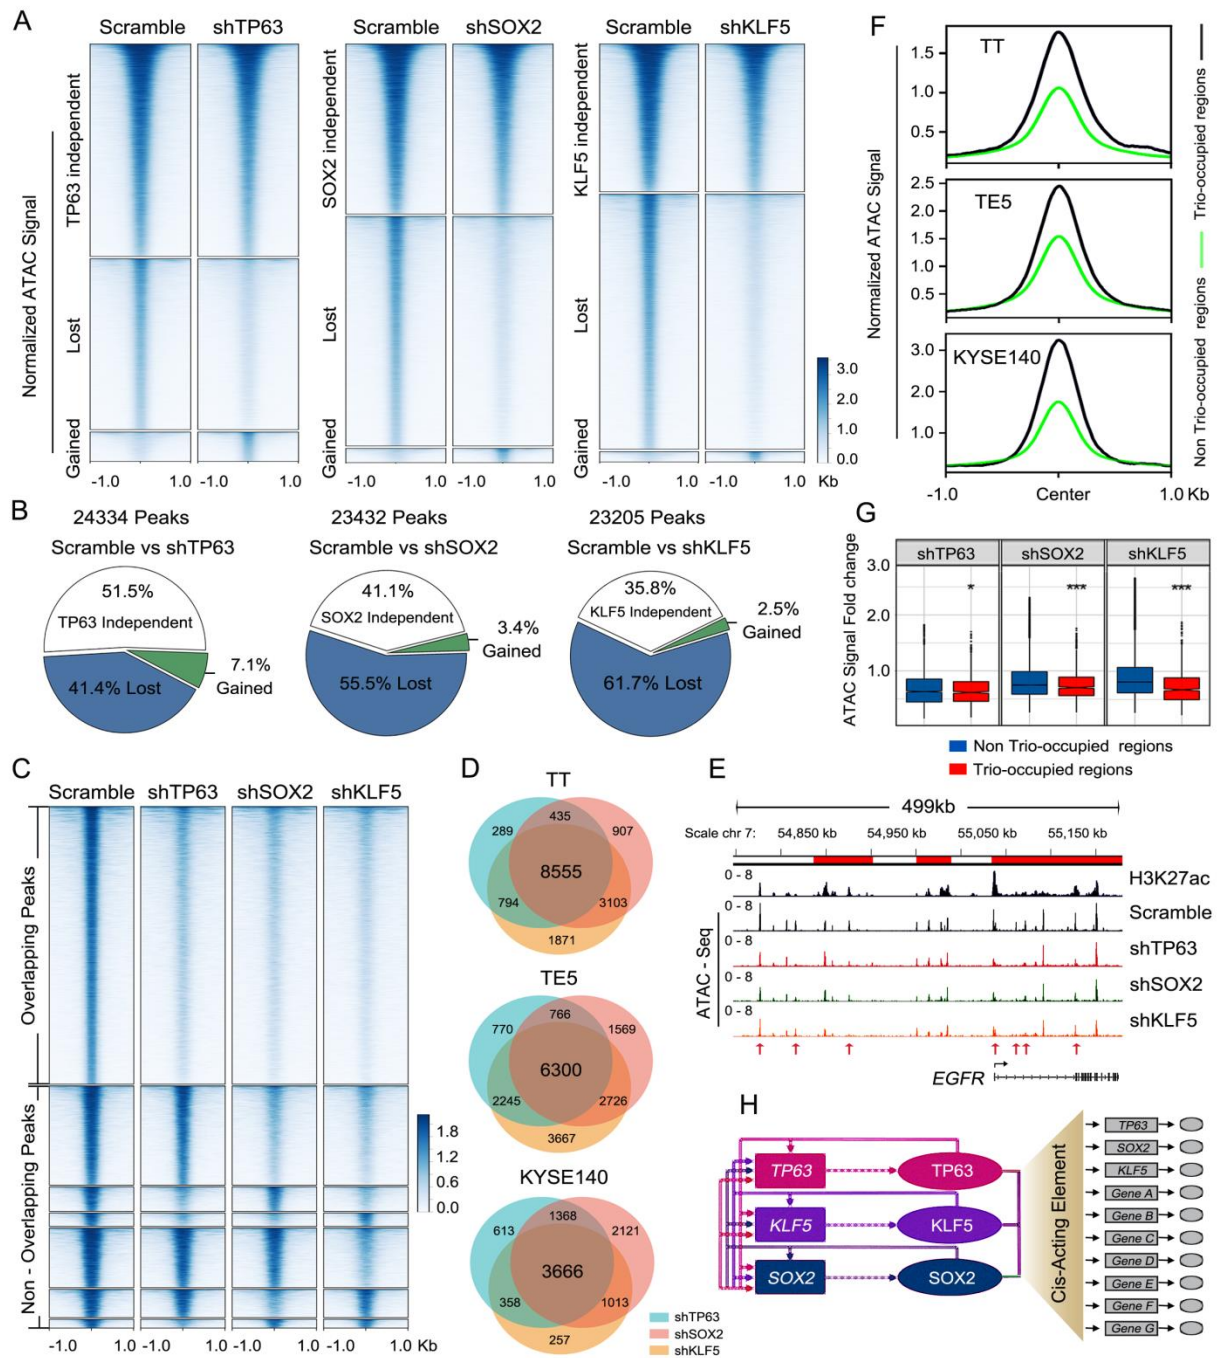 A
Scramble shTP63
Scramble shSOX2
Scramble shKLF5
Normalized ATAC Signal
TP63 independent
Lost
Gained
SOX2 independent
Lost
Gained
KLF5 independent
Lost
Gained
3.0
2.0
1.0
0.0
-1.0 1.0 -1.0 1.0
-1.0 1.0 -1.0 1.0
-1.0 1.0 -1.0 1.0
Kb
B
24334 Peaks
Scramble vs shTP63
51.5%
TP63 Independent
7.1%
Gained
41.4% Lost
23432 Peaks
Scramble vs shSOX2
41.1%
SOX2 Independent
3.4%
Gained
55.5% Lost
23205 Peaks
Scramble vs shKLF5
35.8%
KLF5 Independent
2.5%
Gained
61.7% Lost
C
Scramble shTP63 shSOX2 shKLF5
Overlapping Peaks
Non - Overlapping Peaks
1.8
1.2
0.6
0.0
-1.0 1.0 -1.0 1.0 -1.0 1.0 -1.0 1.0 Kb
D
TT
435
289 907
8555
794 3103
1871
TE5
766
770 1569
6300
2245 2726
3667
KYSE140
1368
613 2121
3666
358 1013
257
shTP63
shSOX2
shKLF5
F
Normalized ATAC Signal
TT
1.5
1.0
0.5
TE5
2.5
2.0
1.5
1.0
0.5
KYSE140
3.0
2.0
1.0
-1.0 Center 1.0 Kb
Non Trio-occupied regions
Trio-occupied regions
G
shTP63 shSOX2 shKLF5
ATAC Signal Fold change
3.0
2.0
1.0
* *** ***
Non Trio-occupied regions
Trio-occupied regions
E
499kb
Scale chr 7: 54,850 kb 54,950 kb 55,050 kb 55,150 kb
0 - 8 H3K27ac
ATAC - Seq
0 - 8 Scramble
0 - 8 shTP63
0 - 8 shSOX2
0 - 8 shKLF5
EGFR
H
TP63 TP63
KLF5 KLF5
SOX2 SOX2
Cis-Acting Element
TP63
SOX2
KLF5
Gene A
Gene B
Gene C
Gene D
Gene E
Gene F
Gene G